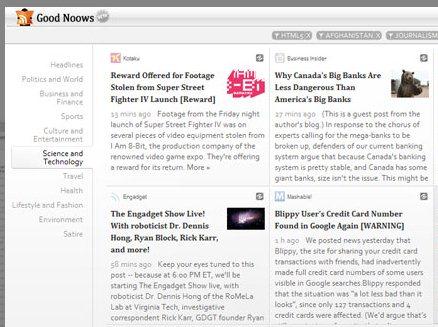 Good Noows
HTML5 X
AFGHANISTAN X
JOURNALISM
Headlines
Politics and World
Business and
Finance
Sports
Culture and
Entertainment
Science and
Technology
Travel
Health
Lifestyle and Fashion
Environment
Satire
Kotaku
Reward Offered for Footage
Stolen from Super Street
Fighter IV Launch [Reward]
13 mins ago Footage from the Friday night
launch of Super Street Fighter IV was on
several pieces of video equipment stolen from
I Am 8-Bit, the production company of the
renowned video game expo. They're offering
a reward for its return. More »
Business Insider
Why Canada's Big Banks Are
Less Dangerous Than
America's Big Banks
27 mins ago (This is a guest post from the
author's blog.) In response to the chorus of
experts calling for the mega-banks to be
broken up, defenders of our current banking
system argue that because Canada's banking
system is pretty stable, and Canada has some
giant banks, size isn't the issue. This might be
Engadget
The Engadget Show Live!
With roboticist Dr. Dennis
Hong, Ryan Block, Rick Karr,
and more!
58 mins ago Keep your eyes tuned to this
post -- because at 6:00 PM ET, we'll be
starting The Engadget Show live, with
roboticist Dr. Dennis Hong of the RoMeLa
Lab at Virginia Tech, investigative
correspondent Rick Karr, GDGT founder Ryan
Mashable!
Blippy User's Credit Card Number
Found in Google Again [WARNING]
1 h ago We posted news yesterday that
Blippy, the site for sharing your credit card
transactions with friends, had inadvertently
made full credit card numbers of some users
visible in Google searches.Blippy responded
that the situation was "a lot less bad than it
looks", since only 127 transactions and 4
credit cards were affected. (We'd argue that's